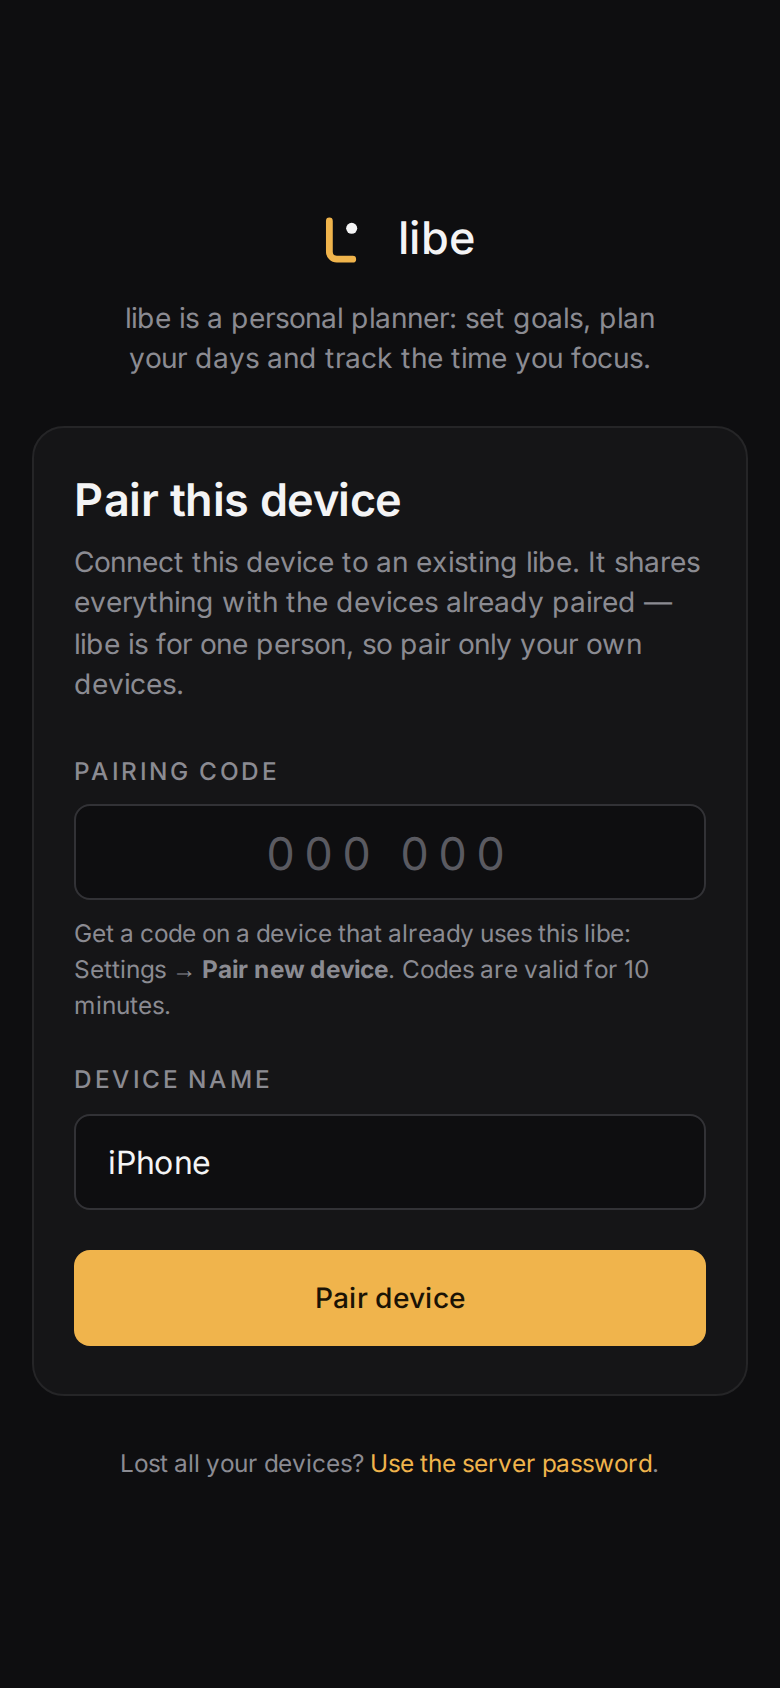 libe
libe is a personal planner: set goals, plan
your days and track the time you focus.
Pair this device
Connect this device to an existing libe. It shares
everything with the devices already paired —
libe is for one person, so pair only your own
devices.
PAIRING CODE
000 000
Get a code on a device that already uses this libe:
Settings → Pair new device. Codes are valid for 10
minutes.
DEVICE NAME
iPhone
Pair device
Lost all your devices? Use the server password.